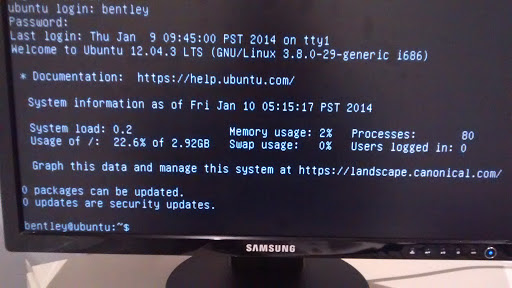 ubuntu login: bentley
Password:
Last login: Thu Jan  9 09:45:00 PST 2014 on tty1
Welcome to Ubuntu 12.04.3 LTS (GNU/Linux 3.8.0-29-generic i686)
* Documentation:  https://help.ubuntu.com/
System information as of Fri Jan 10 05:15:17 PST 2014
System load: 0.2 Memory usage: 2% Processes: 80
Usage of /: 22.6% of 2.92GB Swap usage: 0% Users logged in: 0
Graph this data and manage this system at https://landscape.canonical.com/
0 packages can be updated.
0 updates are security updates.
bentley@ubuntu:~$
SAMSUNG